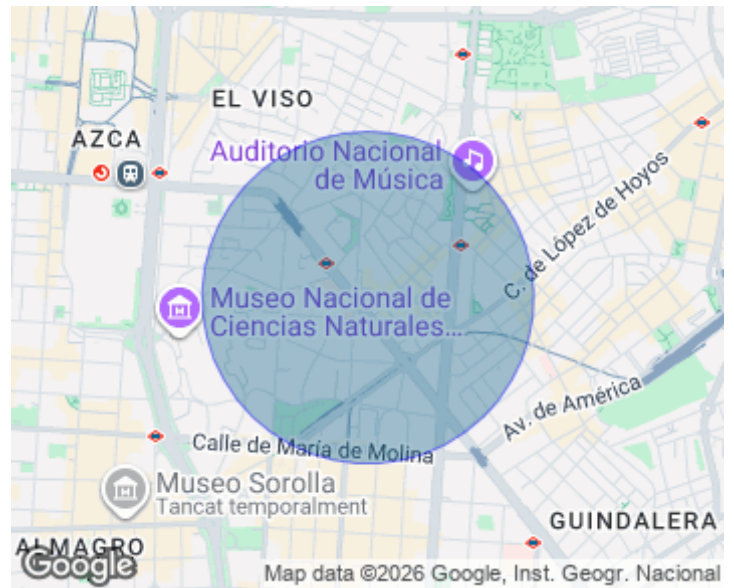 EL VISO
AZCA
Auditorio Nacional
de Música
C. de López de Hoyos
Museo Nacional de
Ciencias Naturales....
Av. de América
Calle de María de Molina
Museo Sorolla
Tancat temporalment
GUINDALERA
ALMAGRO
Google
Map data ©2026 Google, Inst. Geogr. Nacional